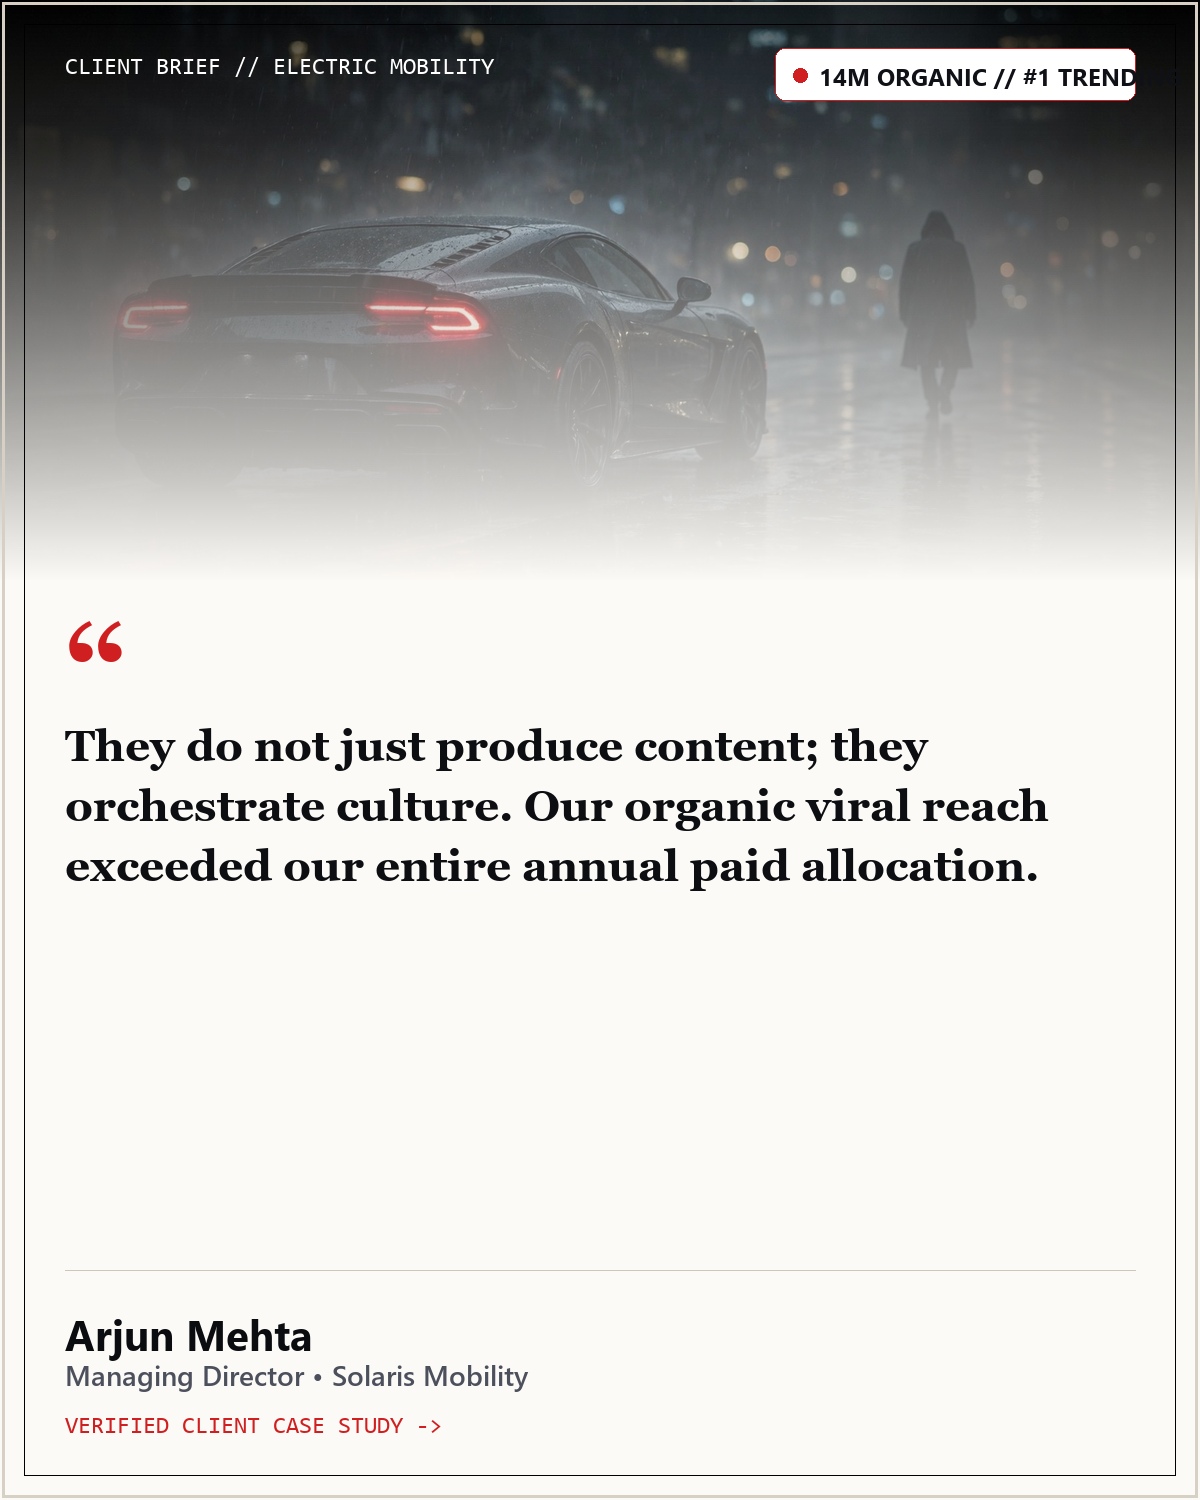 CLIENT BRIEF // ELECTRIC MOBILITY
14M ORGANIC // #1 TREND
“
They do not just produce content; they
orchestrate culture. Our organic viral reach
exceeded our entire annual paid allocation.
Arjun Mehta
Managing Director • Solaris Mobility
VERIFIED CLIENT CASE STUDY ->